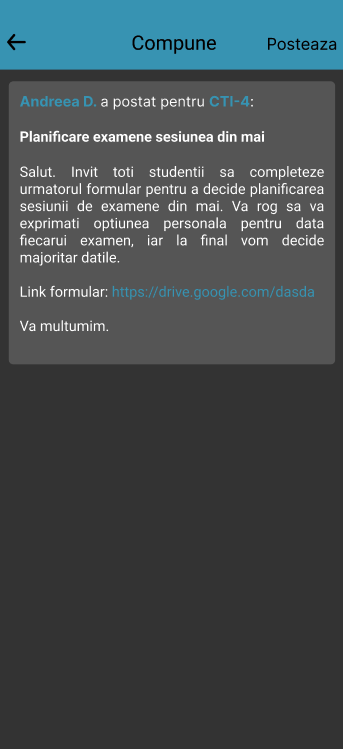 Compune
Posteaza
Andreea D. a postat pentru CTI-4:
Planificare examene sesiunea din mai
Salut. Invit toti studentii sa completeze
urmatorul formular pentru a decide planificarea
sesiunii de examene din mai. Va rog sa va
exprimati optiunea personala pentru data
fiecarui examen, iar la final vom decide
majoritar datile.
Link formular: https://drive.google.com/dasda
Va multumim.